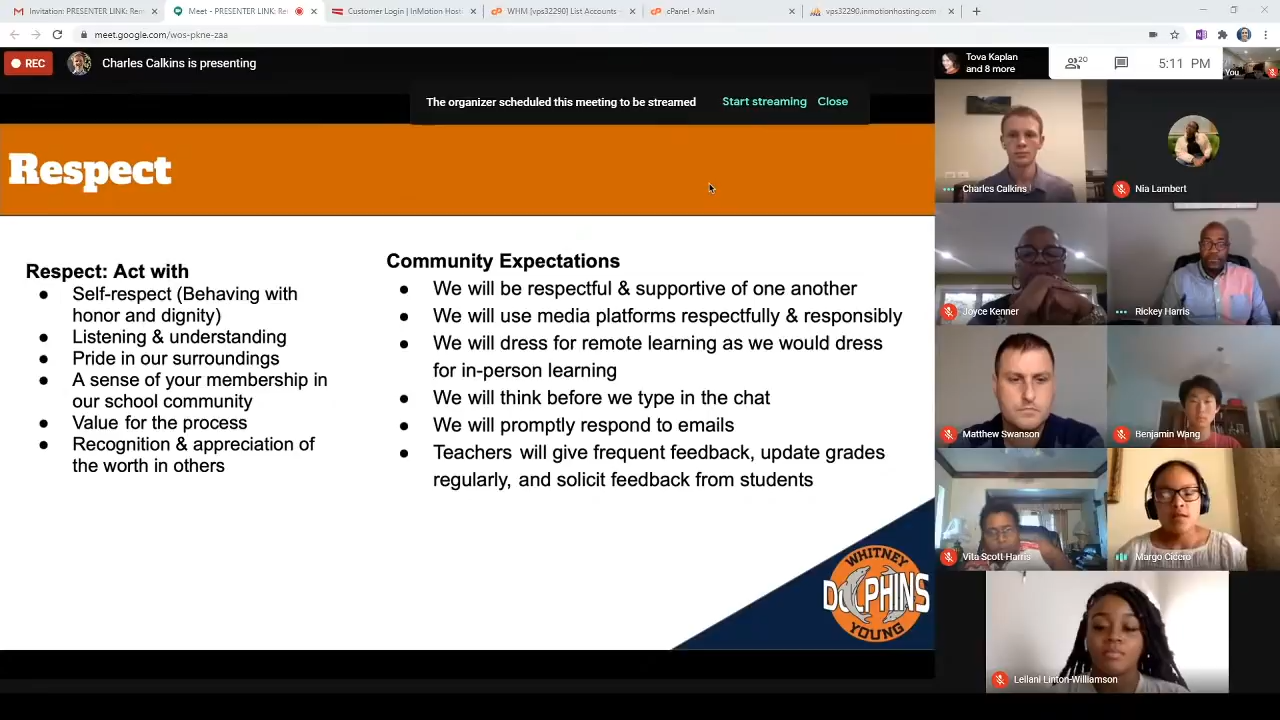 Invitation: PRESENTER LINK: Rem
Meet - PRESENTER LINK: Re
Customer Login | InMotion Hosti
WHM [vps32290] List Accounts -
cPanel - Main
vps32290.inmotionhosting.com
meet.google.com/wos-pkne-zaa
REC
Charles Calkins is presenting
Tova Kaplan
and 8 more
20
5:11 PM
You
The organizer scheduled this meeting to be streamed
Start streaming
Close
Respect
Respect: Act with
● Self-respect (Behaving with
honor and dignity)
● Listening & understanding
● Pride in our surroundings
● A sense of your membership in
our school community
● Value for the process
● Recognition & appreciation of
the worth in others
Community Expectations
● We will be respectful & supportive of one another
● We will use media platforms respectfully & responsibly
● We will dress for remote learning as we would dress
for in-person learning
● We will think before we type in the chat
● We will promptly respond to emails
● Teachers will give frequent feedback, update grades
regularly, and solicit feedback from students
WHITNEY
DOLPHINS
YOUNG
Charles Calkins
Nia Lambert
Joyce Kenner
Rickey Harris
Matthew Swanson
Benjamin Wang
Vita Scott Harris
Margo Cicero
Leilani Linton-Williamson